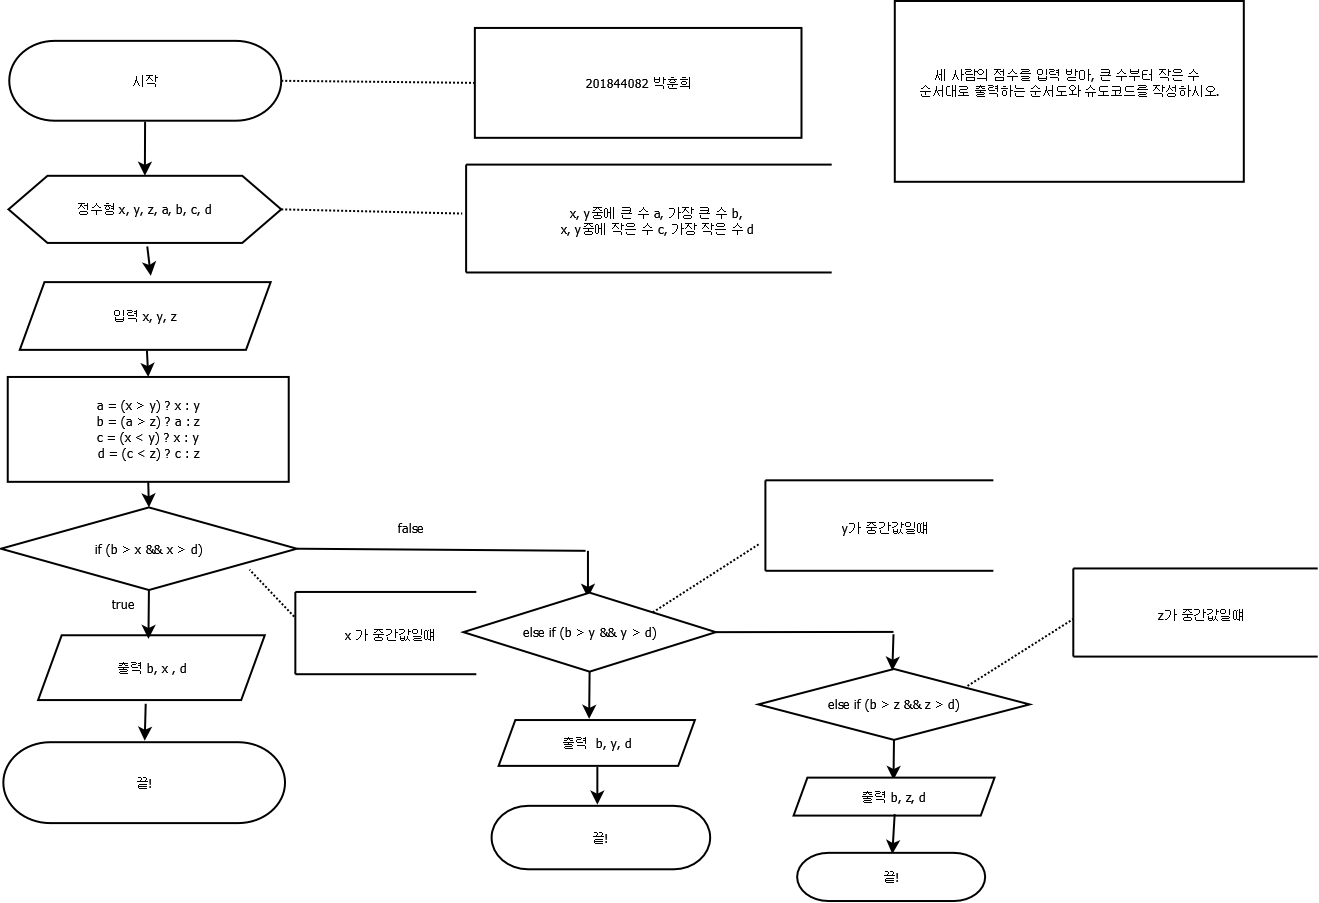 시작
201844082 박훈희
세 사람의 점수를 입력 받아, 큰 수부터 작은 수
순서대로 출력하는 순서도와 슈도코드를 작성하시오.
정수형 x, y, z, a, b, c, d
x, y중에 큰 수 a, 가장 큰 수 b,
x, y중에 작은 수 c, 가장 작은 수 d
입력 x, y, z
a = (x > y) ? x : y
b = (a > z) ? a : z
c = (x < y) ? x : y
d = (c < z) ? c : z
if (b > x && x > d)
false
true
x 가 중간값일떄
출력 b, x , d
끝!
else if (b > y && y > d)
y가 중간값일떄
출력  b, y, d
끝!
else if (b > z && z > d)
z가 중간값일떄
출력 b, z, d
끝!